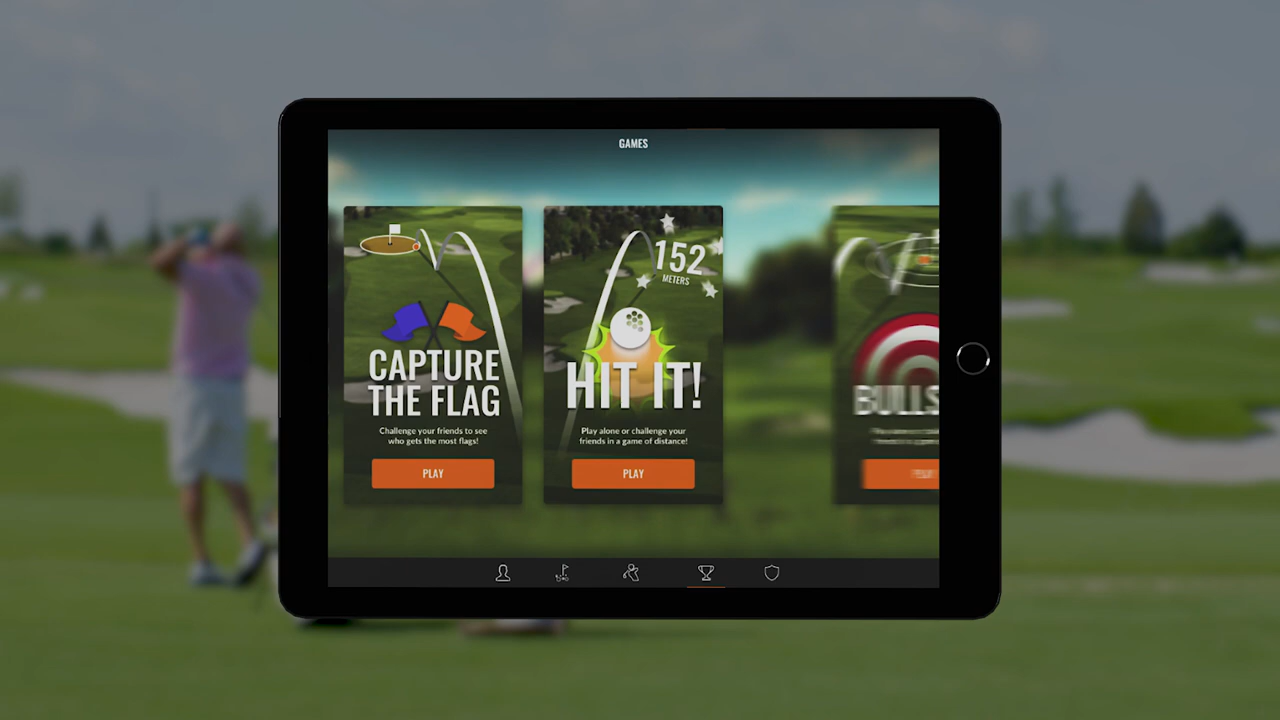 GAMES
152
METERS
CAPTURE
THE FLAG
Challenge your friends to see
who gets the most flags!
PLAY
HIT IT!
Play alone or challenge your
friends in a game of distance!
PLAY
BULLS